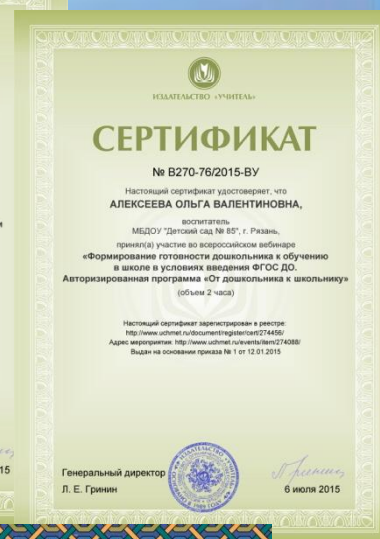 ИЗДАТЕЛЬСТВО «УЧИТЕЛЬ»
СЕРТИФИКАТ
№ В270-76/2015-ВУ
Настоящий сертификат удостоверяет, что
АЛЕКСЕЕВА ОЛЬГА ВАЛЕНТИНОВНА,
воспитатель
МБДОУ "Детский сад № 85", г. Рязань,
принял(а) участие во всероссийском вебинаре
«Формирование готовности дошкольника к обучению
в школе в условиях введения ФГОС ДО.
Авторизированная программа «От дошкольника к школьнику»
(объем 2 часа)
Настоящий сертификат зарегистрирован в реестре:
http://www.uchmet.ru/document/register/cert/274456/
Адрес мероприятия: http://www.uchmet.ru/events/item/274088/
Выдан на основании приказа № 1 от 12.01.2015
Генеральный директор
Л. Е. Гринин
6 июля 2015
15